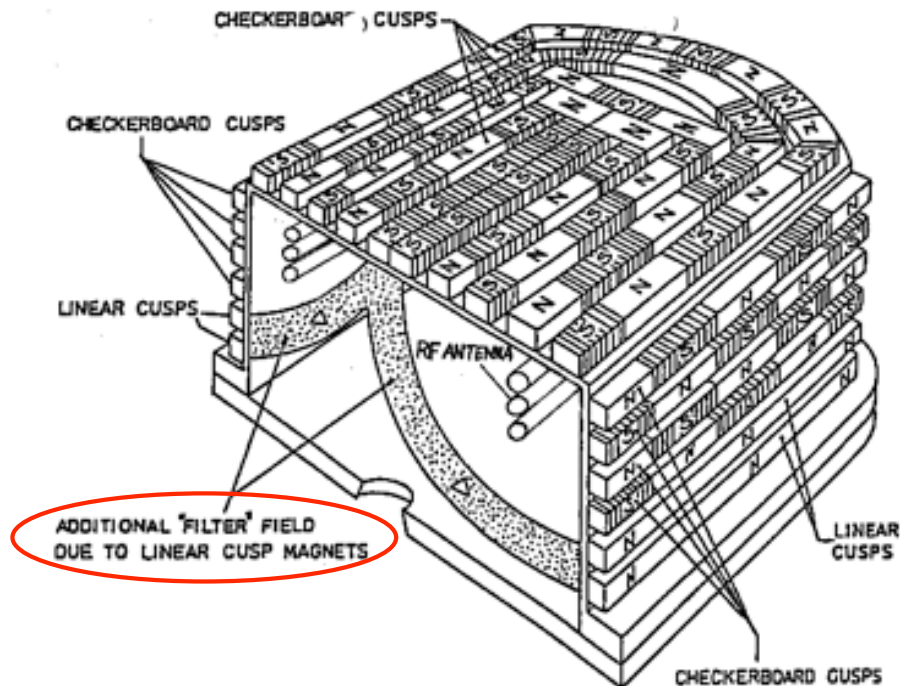 CHECKERBOAR ) CUSPS
CHECKERBOARD CUSPS
LINEAR CUSPS
RF ANTENNA
ADDITIONAL "FILTER" FIELD
DUE TO LINEAR CUSP MAGNETS
LINEAR
CUSPS
CHECKERBOARD CUSPS